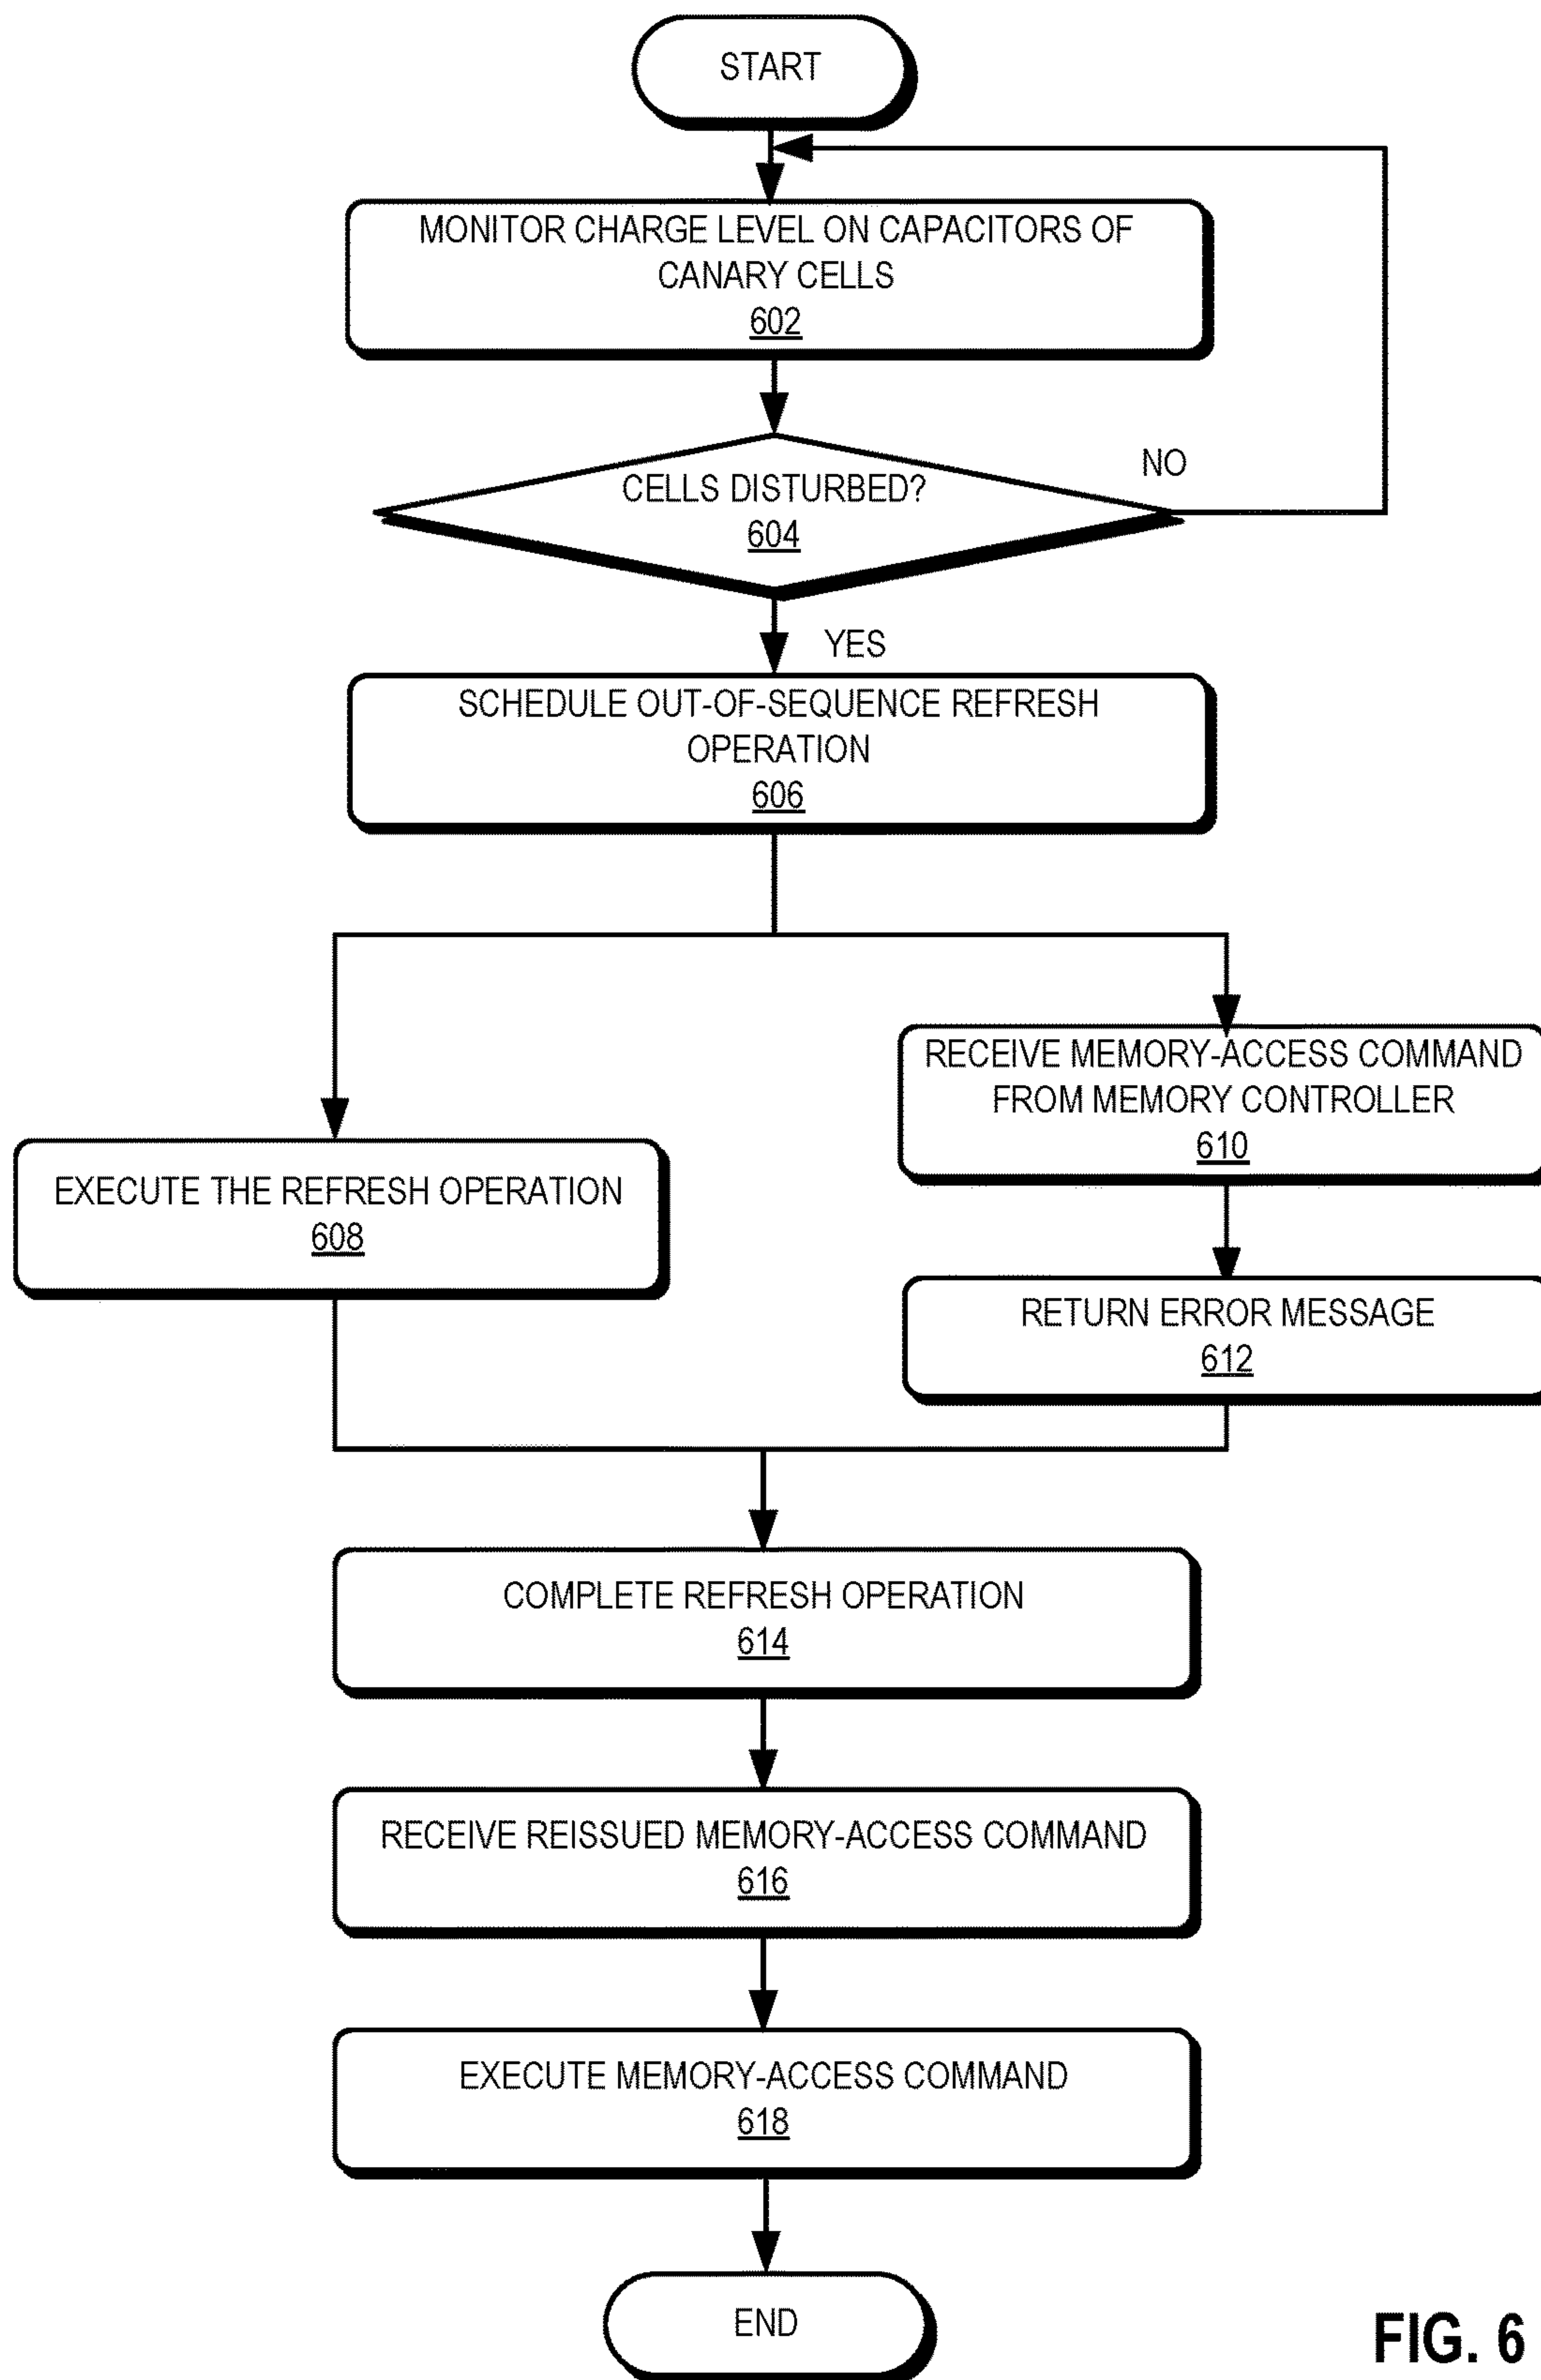 START
MONITOR CHARGE LEVEL ON CAPACITORS OF
CANARY CELLS
602
NO
CELLS DISTURBED?
604
YES
SCHEDULE OUT-OF-SEQUENCE REFRESH
OPERATION
606
RECEIVE MEMORY-ACCESS COMMAND
FROM MEMORY CONTROLLER
610
EXECUTE THE REFRESH OPERATION
608
RETURN ERROR MESSAGE
612
COMPLETE REFRESH OPERATION
614
RECEIVE REISSUED MEMORY-ACCESS COMMAND
616
EXECUTE MEMORY-ACCESS COMMAND
618
END
FIG. 6